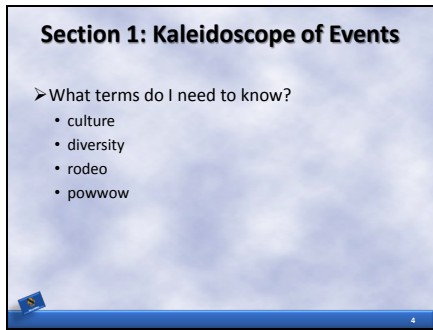 Section 1: Kaleidoscope of Events
➢What terms do I need to know?
• culture
• diversity
• rodeo
• powwow
4